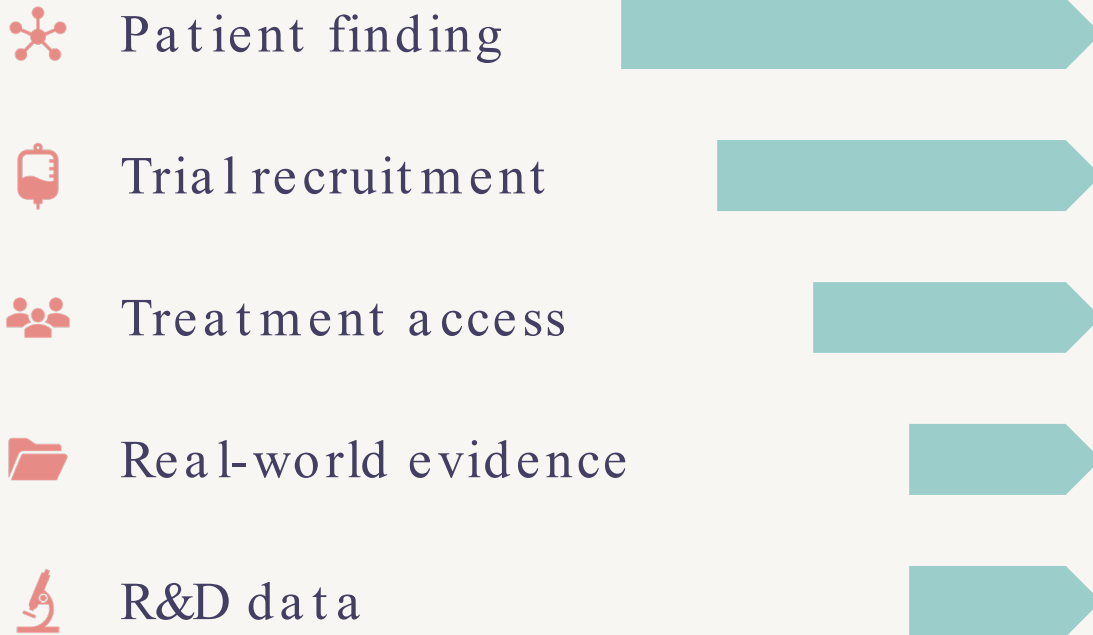 Patient finding
Trial recruitment
Treatment access
Real-world evidence
R&D data